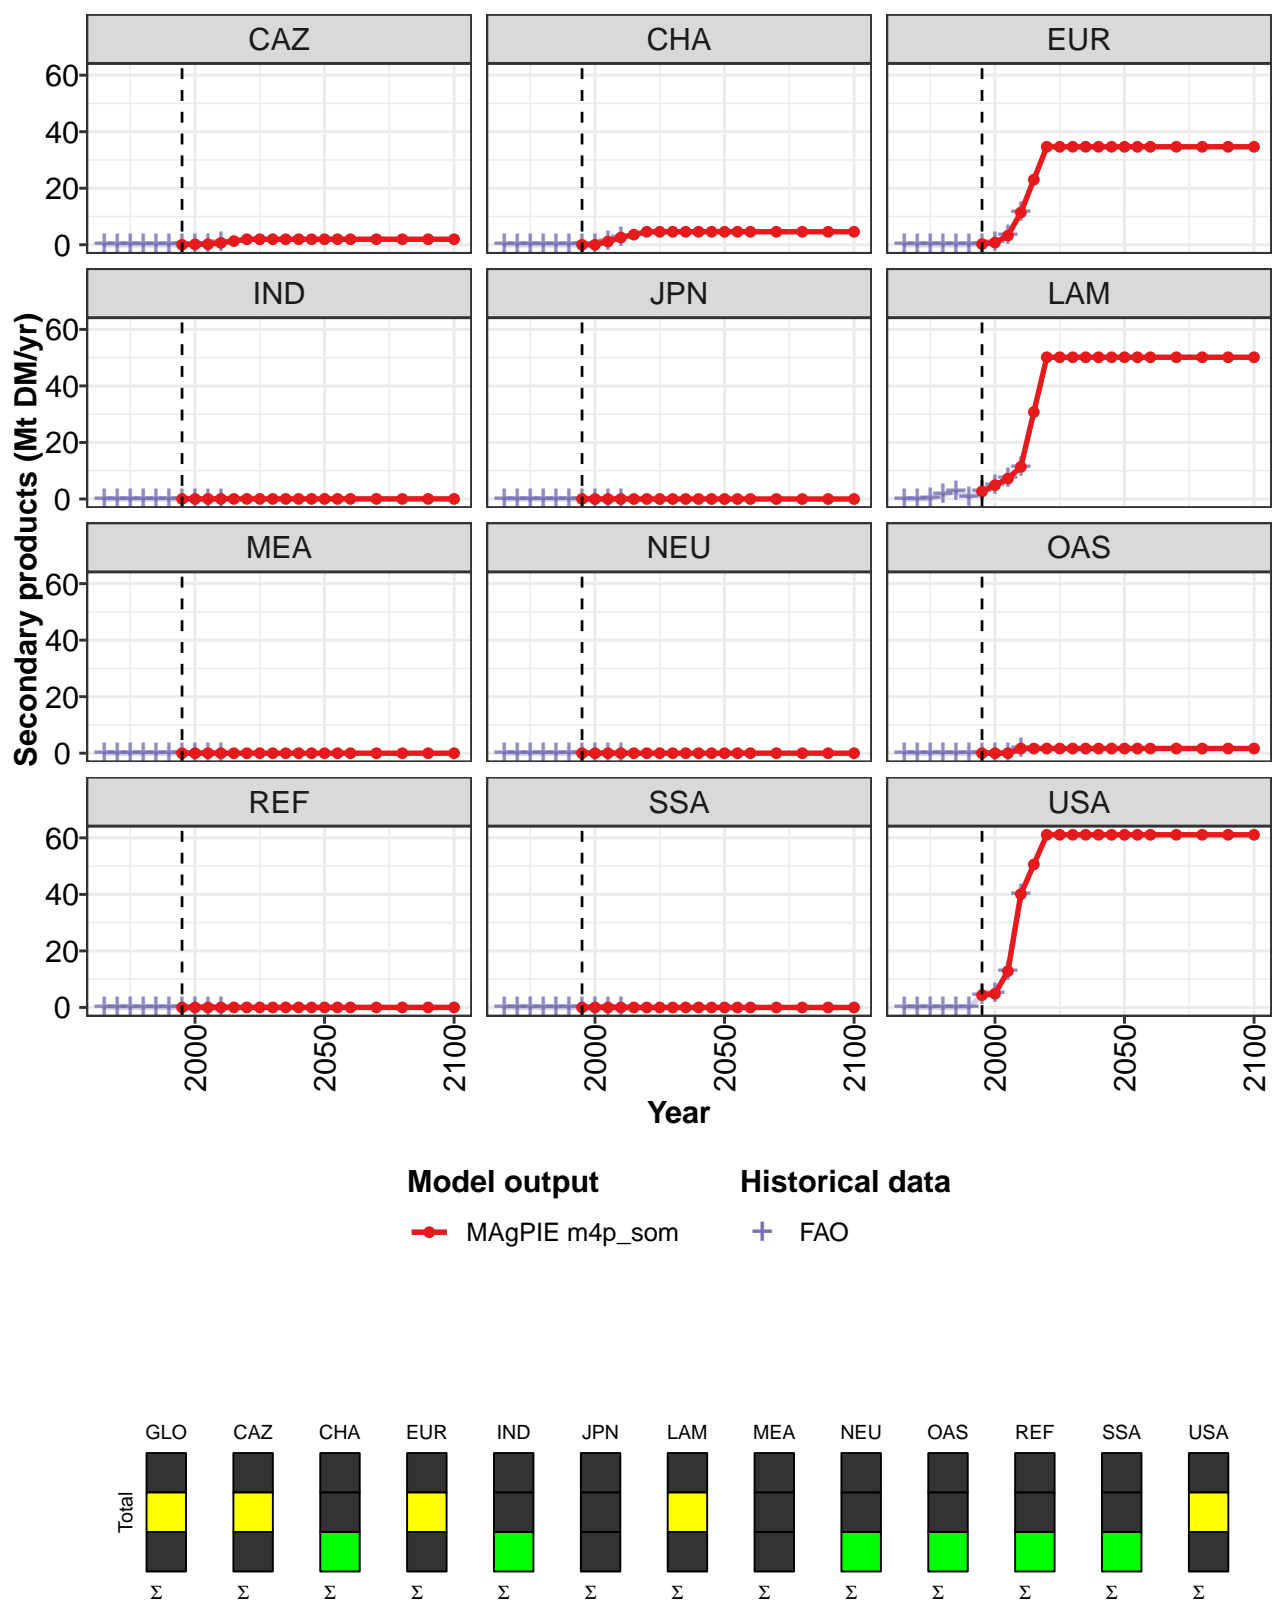 CAZ CHA EUR
60
40
20
0
IND JPN LAM
60
40
20
0
MEA NEU OAS
60
40
20
0
REF SSA USA
60
40
20
0
Secondary products (Mt DM/yr)
2000 2050 2100 2000 2050 2100 2000 2050 2100
Year
Model output Historical data
MAgPIE m4p_som FAO
GLO CAZ CHA EUR IND JPN LAM MEA NEU OAS REF SSA USA
Total
Σ Σ Σ Σ Σ Σ Σ Σ Σ Σ Σ Σ Σ